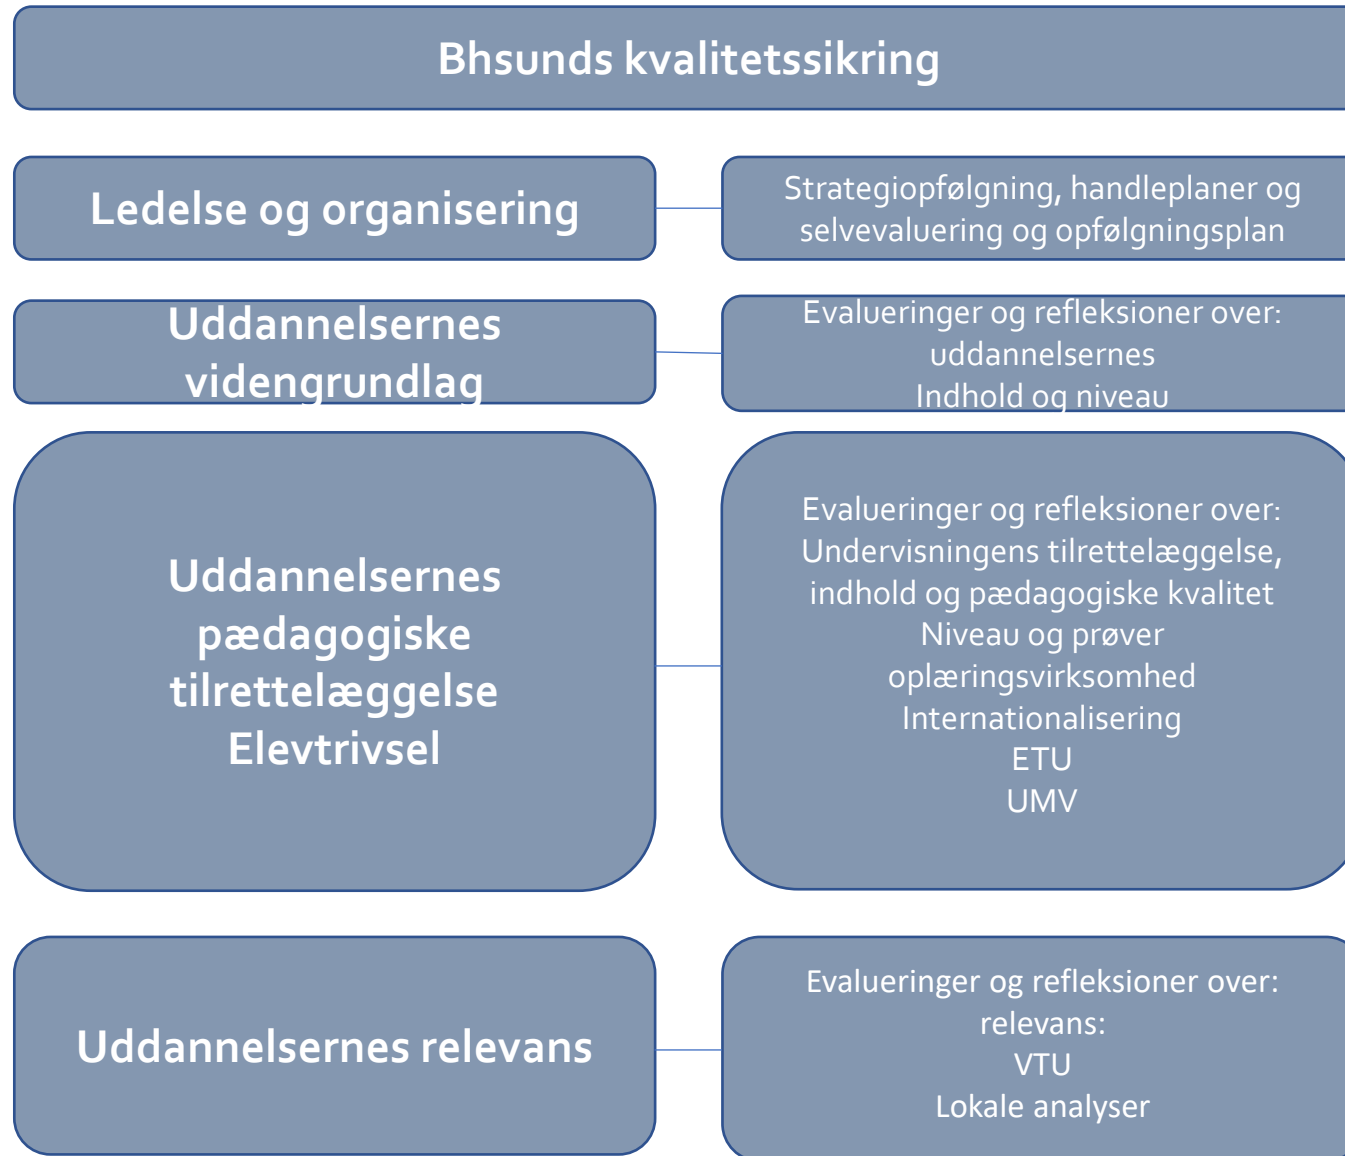 Bhsunds kvalitetssikring
Ledelse og organisering
Strategiopfølgning, handleplaner og
selvevaluering og opfølgningsplan
Uddannelsernes
videngrundlag
Evalueringer og refleksioner over:
uddannelsernes
Indhold og niveau
Uddannelsernes
pædagogiske
tilrettelæggelse
Elevtrivsel
Evalueringer og refleksioner over:
Undervisningens tilrettelæggelse,
indhold og pædagogiske kvalitet
Niveau og prøver
oplæringsvirksomhed
Internationalisering
ETU
UMV
Uddannelsernes relevans
Evalueringer og refleksioner over:
relevans:
VTU
Lokale analyser